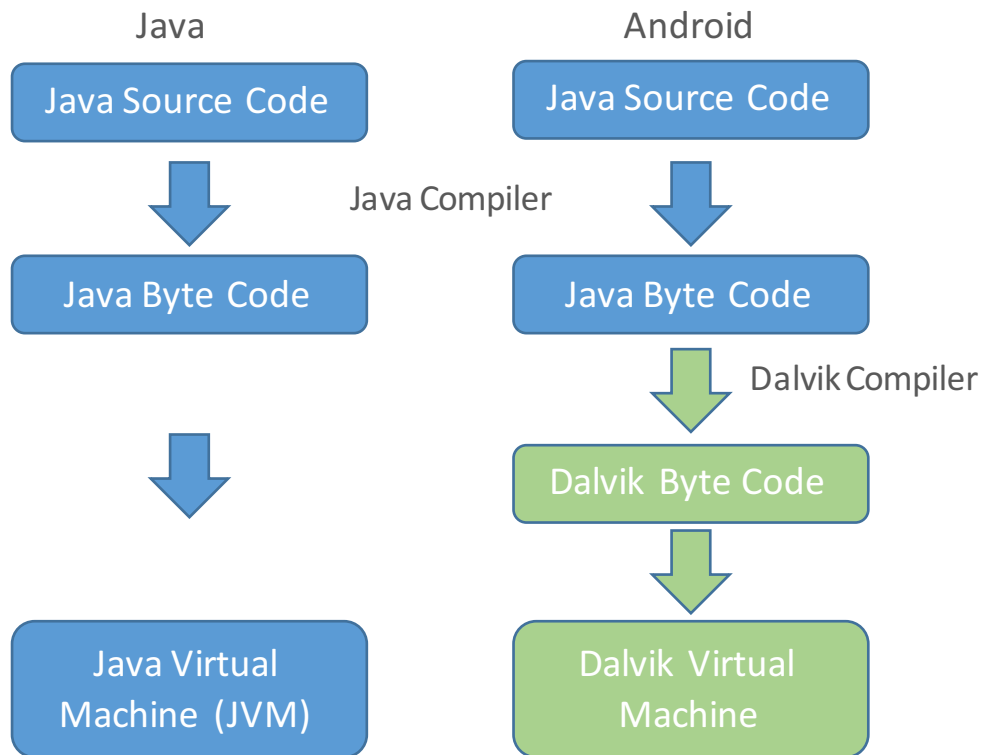 Java
Android
Java Source Code
Java Source Code
Java Compiler
Java Byte Code
Java Byte Code
Dalvik Compiler
Dalvik Byte Code
Java Virtual
Machine (JVM)
Dalvik Virtual
Machine